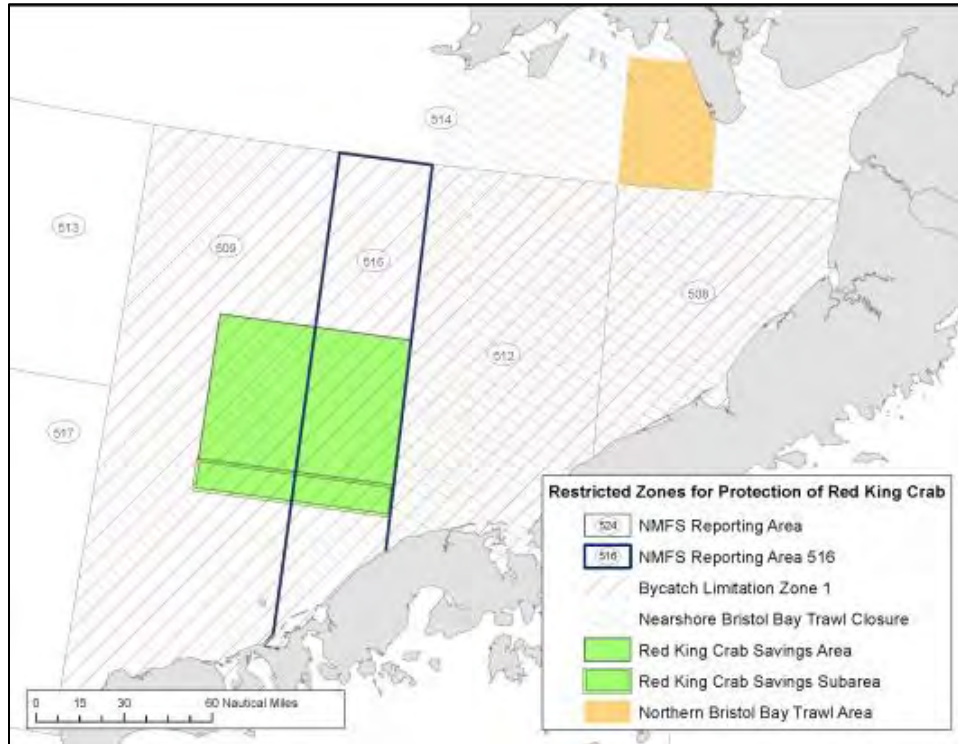 514
513
509
516
508
512
517
Restricted Zones for Protection of Red King Crab
524 NMFS Reporting Area
516 NMFS Reporting Area 516
Bycatch Limitation Zone 1
Nearshore Bristol Bay Trawl Closure
Red King Crab Savings Area
Red King Crab Savings Subarea
Northern Bristol Bay Trawl Area
0 15 30 60 Nautical Miles